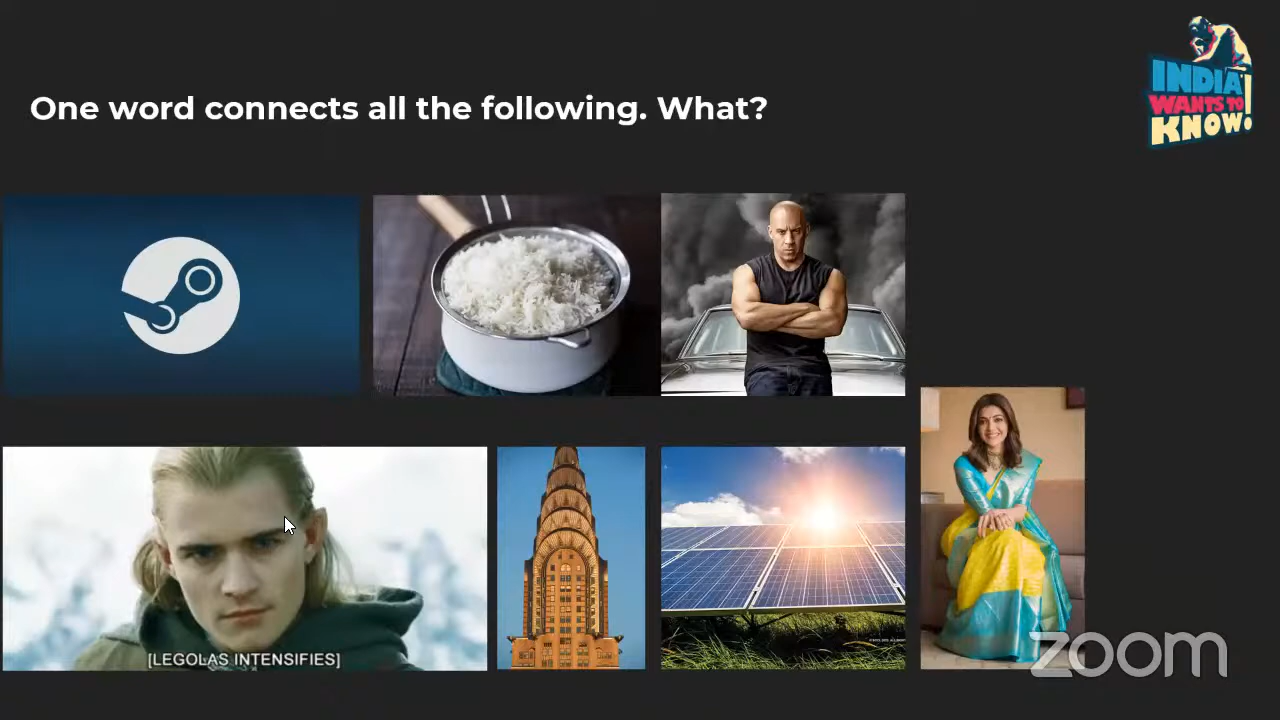 One word connects all the following. What?
INDIA
WANTS TO
KNOW!
[LEGOLAS INTENSIFIES]
zoom